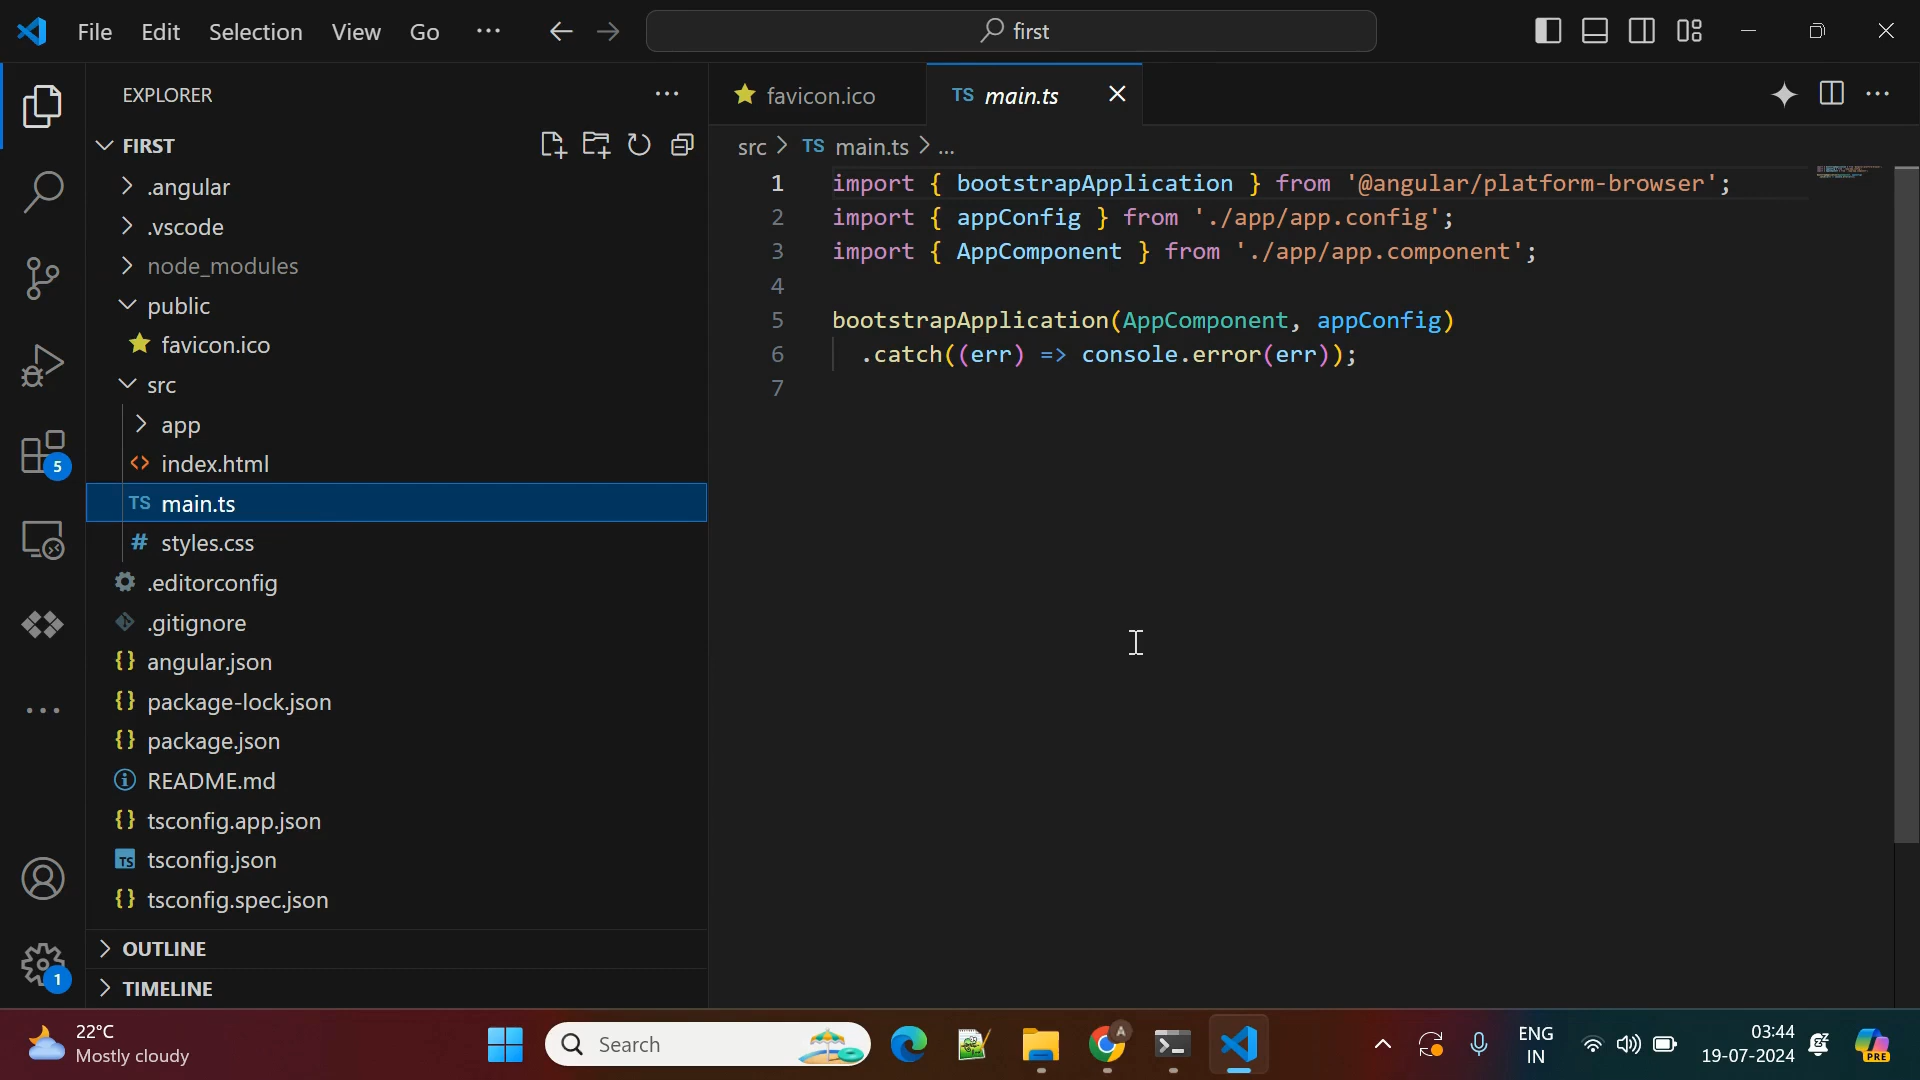 File Edit Selection View Go ··· first
EXPLORER ···
FIRST
.angular
.vscode
node_modules
public
favicon.ico
src
app
index.html
TS main.ts
# styles.css
.editorconfig
.gitignore
{} angular.json
{} package-lock.json
{} package.json
README.md
{} tsconfig.app.json
TS tsconfig.json
{} tsconfig.spec.json
OUTLINE
TIMELINE
5
1
favicon.ico TS main.ts
src > TS main.ts > ...
1 import { bootstrapApplication } from '@angular/platform-browser';
2 import { appConfig } from './app/app.config';
3 import { AppComponent } from './app/app.component';
4
5 bootstrapApplication(AppComponent, appConfig)
6 .catch((err) => console.error(err));
7
22°C
Mostly cloudy
Search
A
ENG
IN
03:44
19-07-2024
PRE